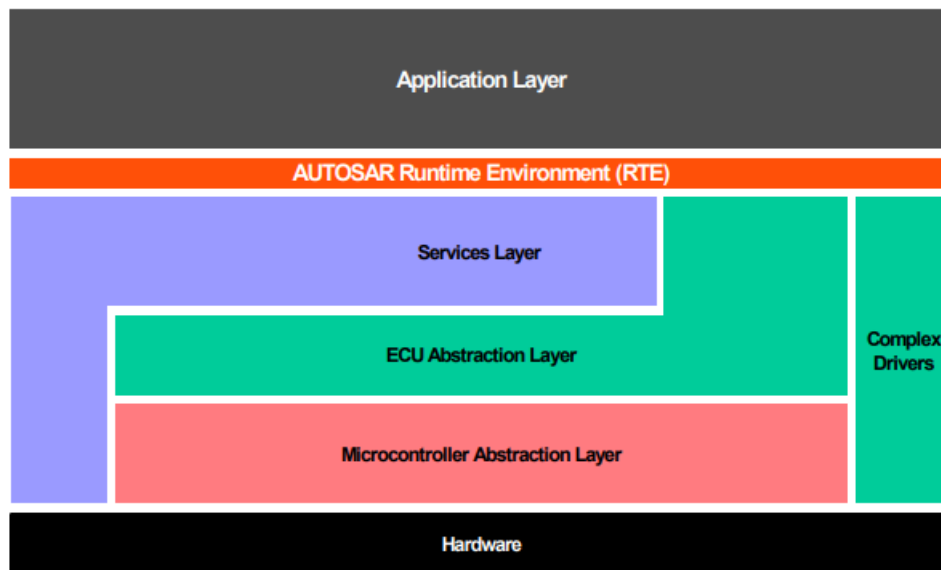 Application Layer
AUTOSAR Runtime Environment (RTE)
Services Layer
ECU Abstraction Layer
Complex
Drivers
Microcontroller Abstraction Layer
Hardware